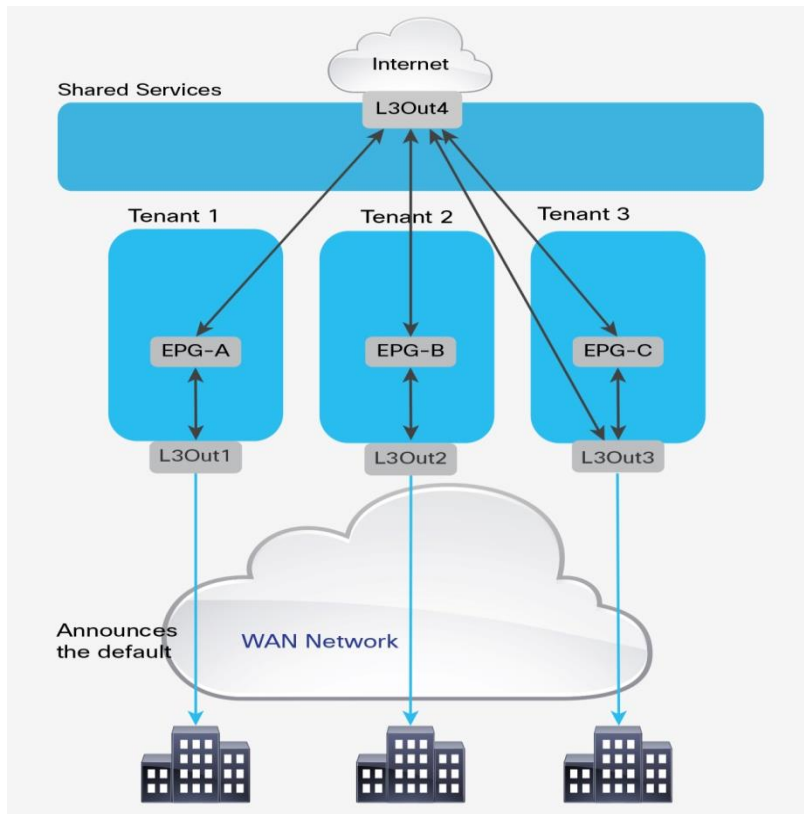 Internet
Shared Services
L3Out4
Tenant 1
Tenant 2
Tenant 3
EPG-A
EPG-B
EPG-C
L3Out1
L3Out2
L3Out3
Announces
the default
WAN Network